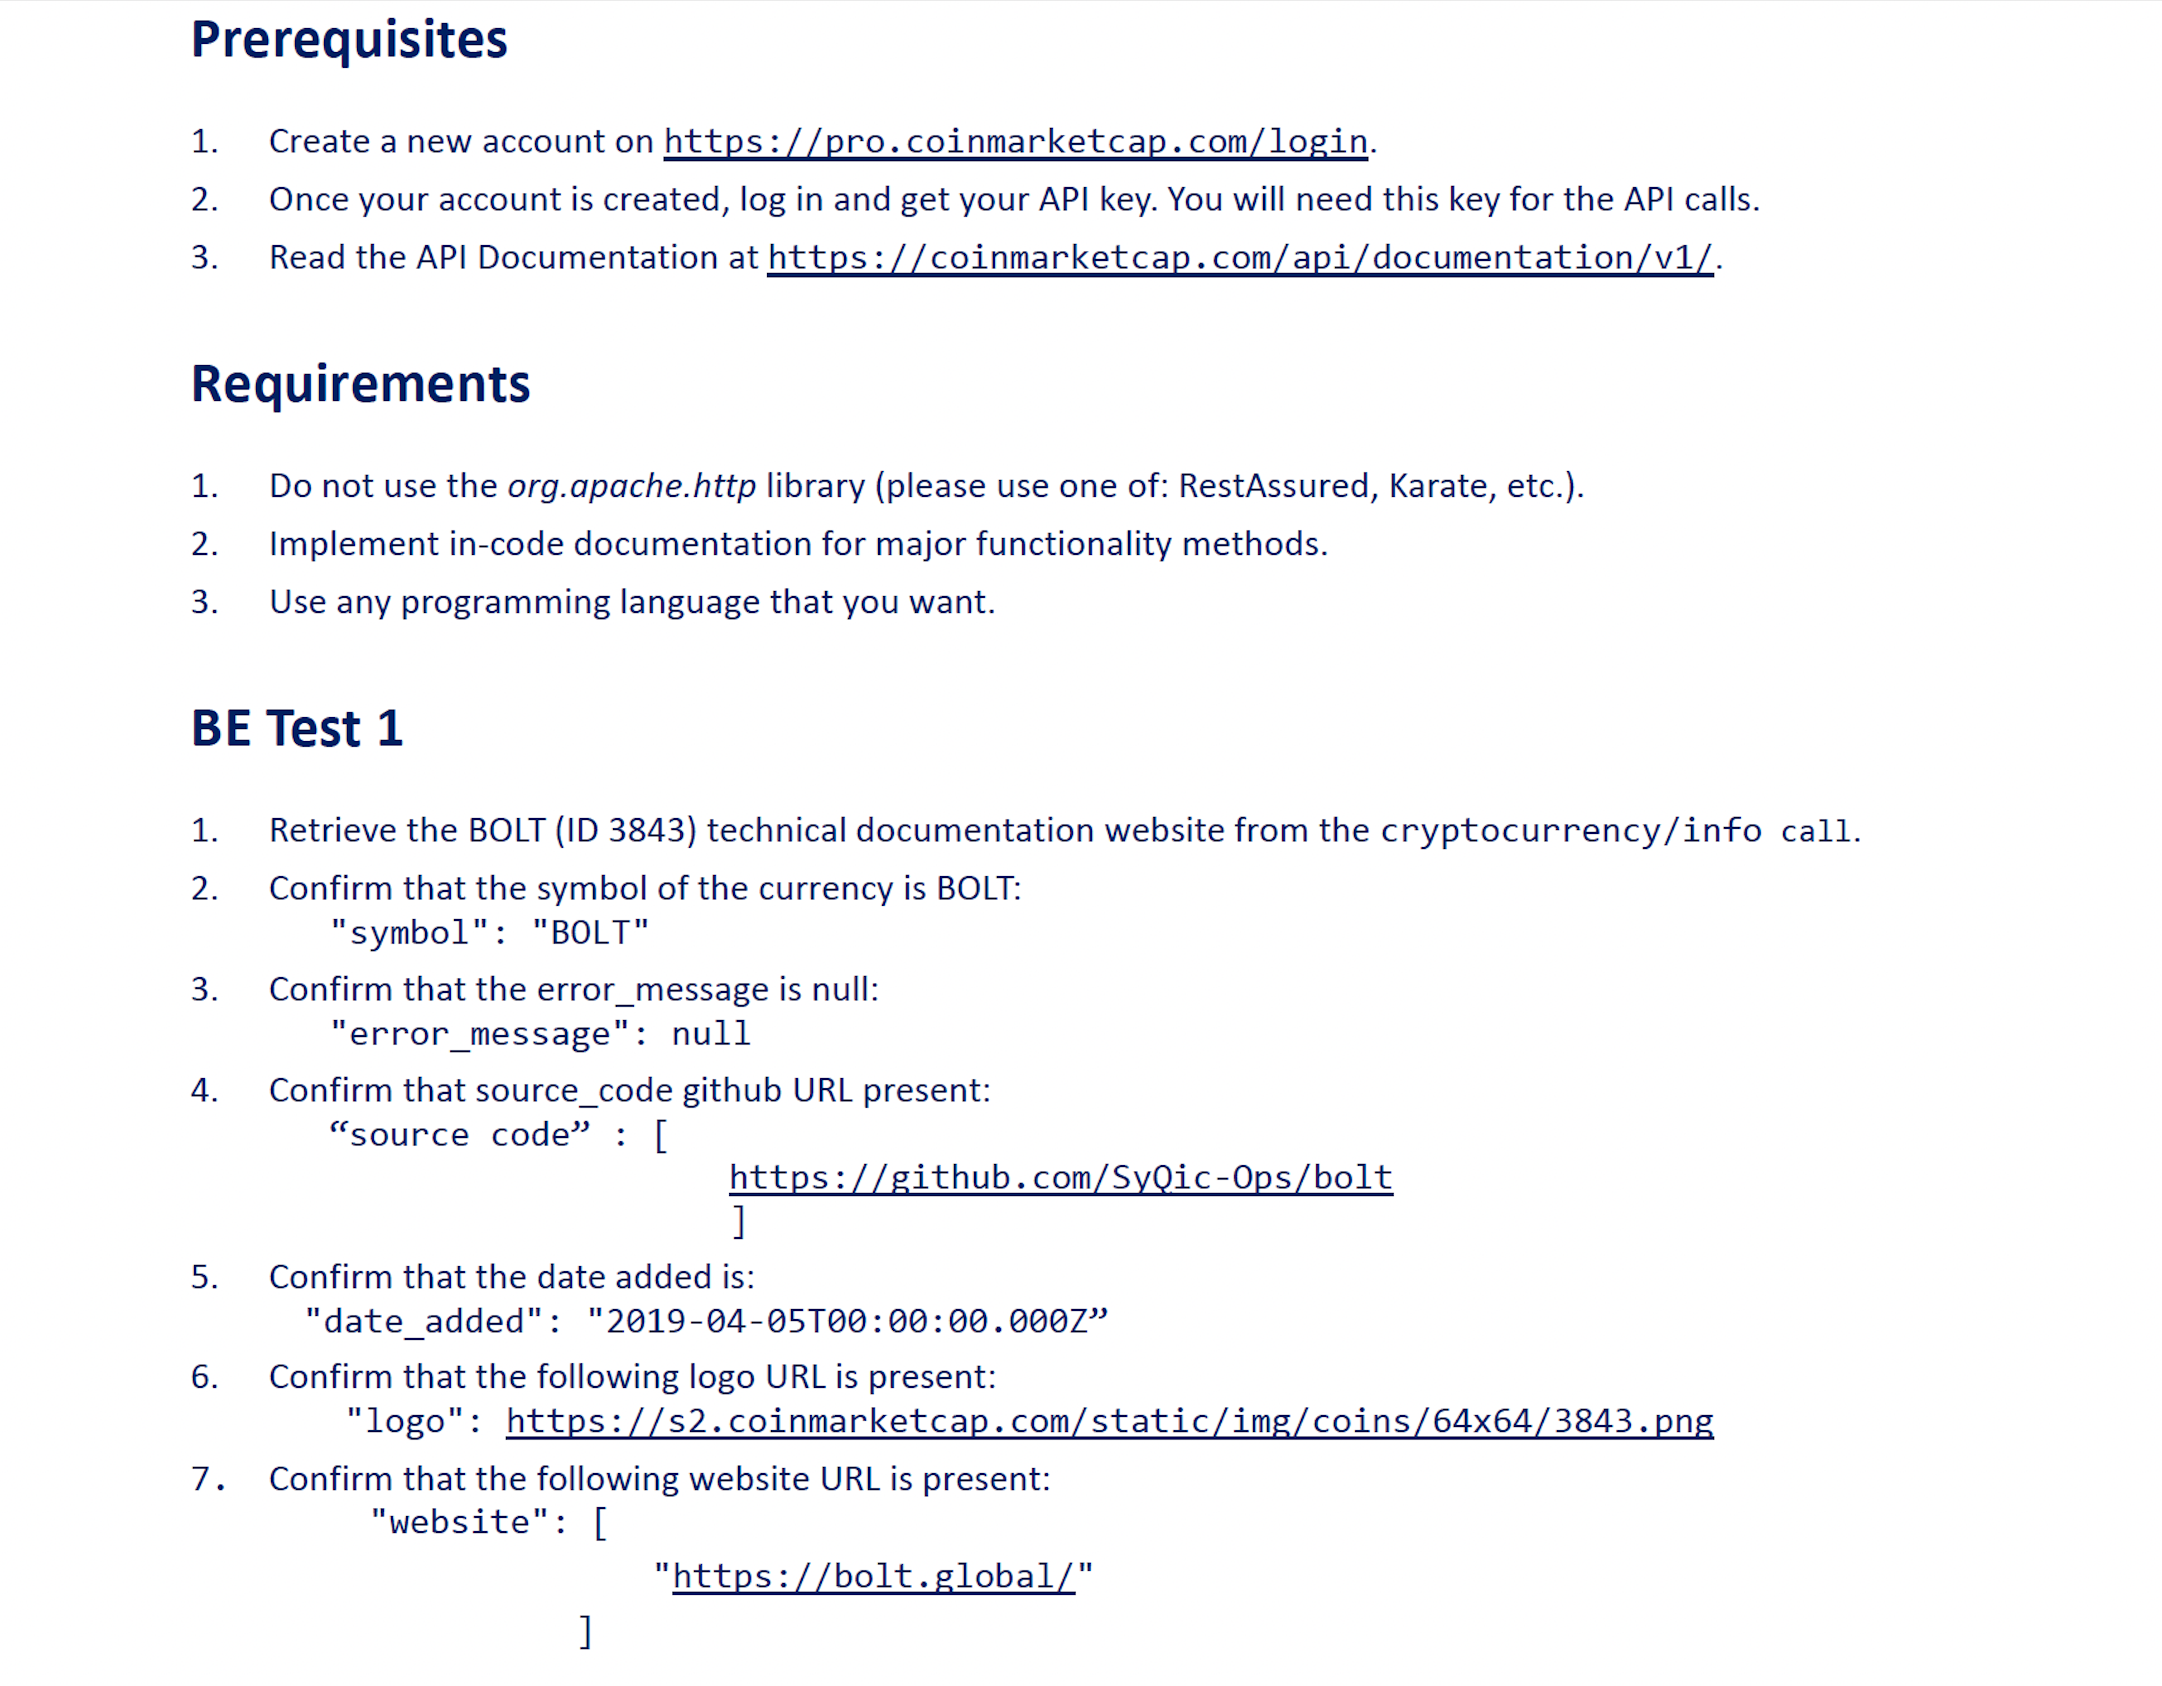 Prerequisites
1. Create a new account on https://pro.coinmarketcap.com/login.
2. Once your account is created, log in and get your API key. You will need this key for the API calls.
3. Read the API Documentation at https://coinmarketcap.com/api/documentation/v1/.
Requirements
1. Do not use the org.apache.http library (please use one of: RestAssured, Karate, etc.).
2. Implement in-code documentation for major functionality methods.
3. Use any programming language that you want.
BE Test 1
1. Retrieve the BOLT (ID 3843) technical documentation website from the cryptocurrency/info call.
2. Confirm that the symbol of the currency is BOLT:
"symbol": "BOLT"
3. Confirm that the error_message is null:
"error_message": null
4. Confirm that source_code github URL present:
“source code” : [
https://github.com/SyQic-Ops/bolt
]
5. Confirm that the date added is:
"date_added": "2019-04-05T00:00:00.000Z”
6. Confirm that the following logo URL is present:
"logo": https://s2.coinmarketcap.com/static/img/coins/64x64/3843.png
7. Confirm that the following website URL is present:
"website": [
"https://bolt.global/"
]